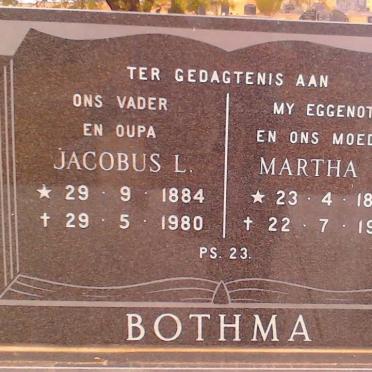 TER GEDAGTENIS AAN
ONS VADER
EN OUPA
JACOBUS L.
★ 29 · 9 · 1884
✝ 29 · 5 · 1980
MY EGGENOT
EN ONS MOED
MARTHA
★ 23 · 4 · 18
✝ 22 · 7 · 19
PS. 23.
BOTHMA